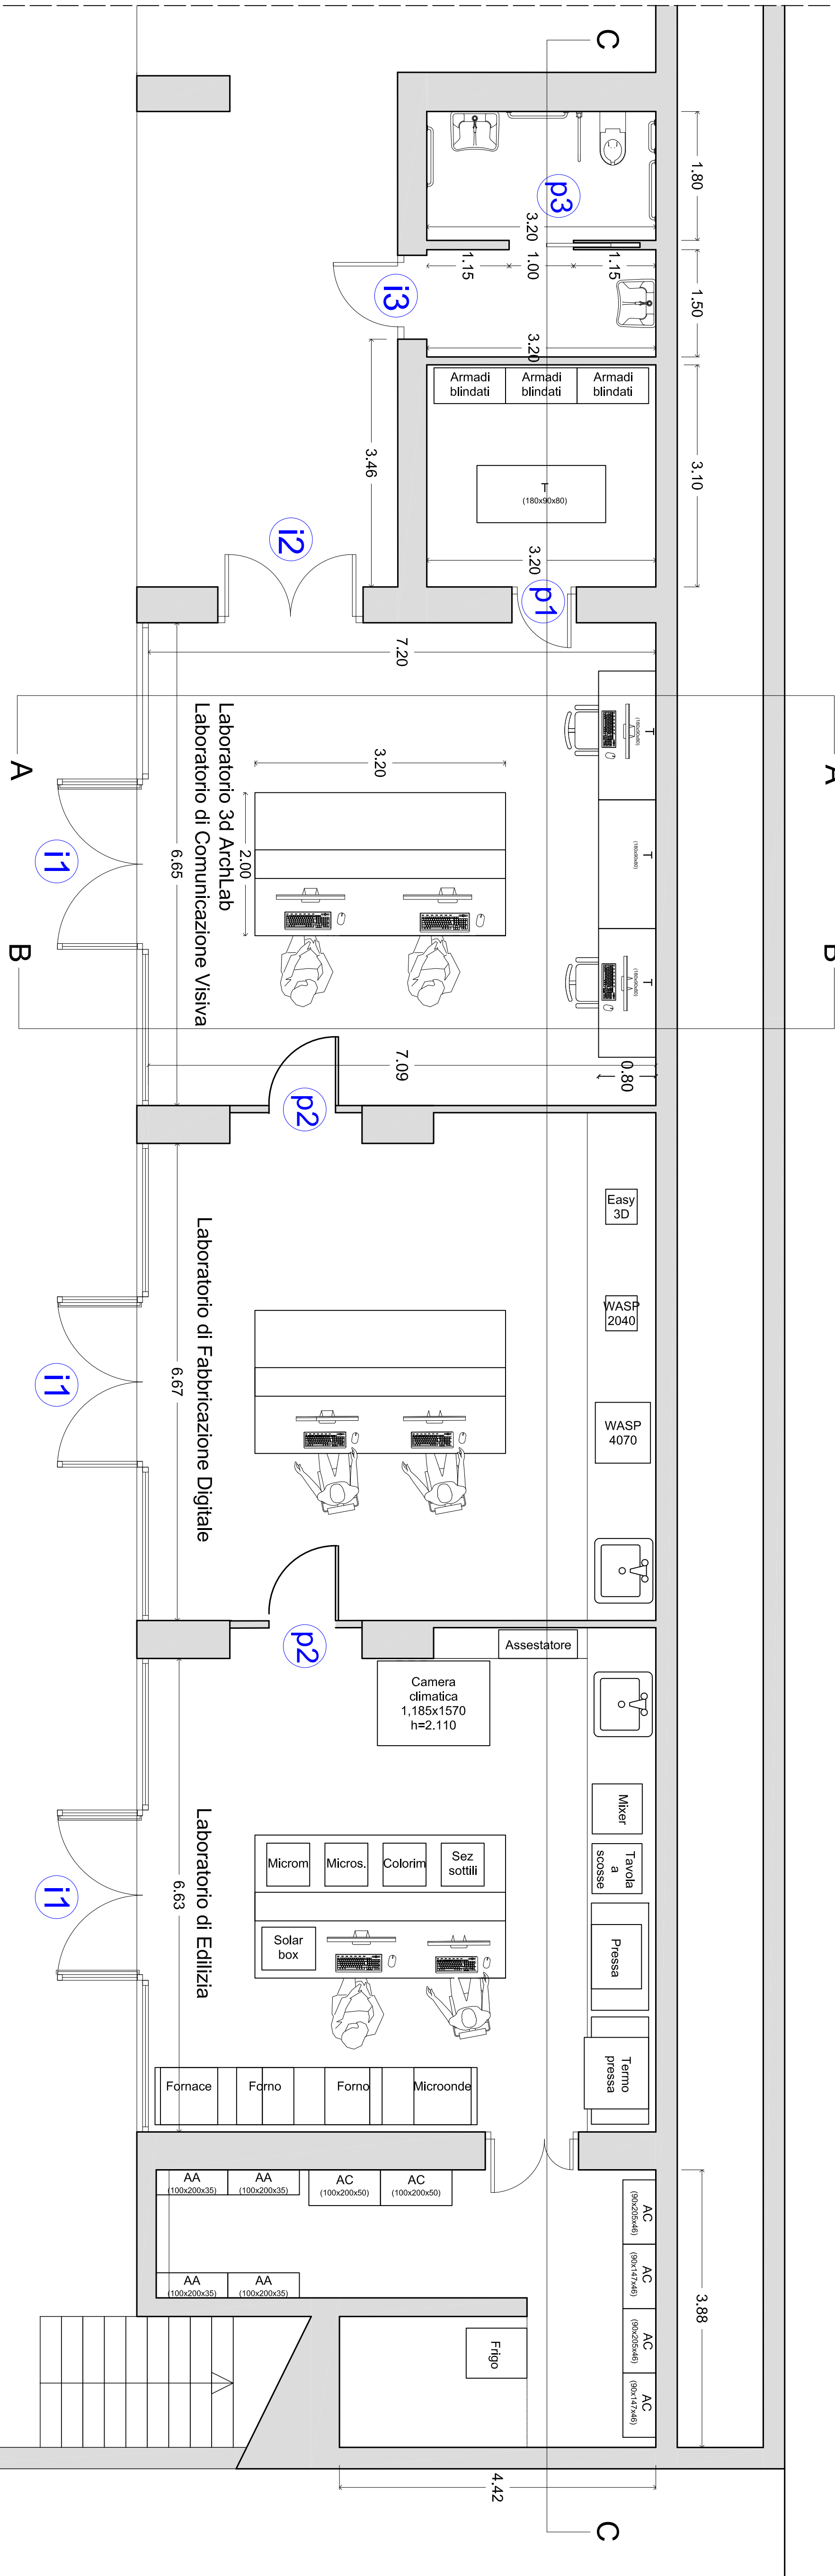 C
1.80
p3
3.20
1.15
1.00
1.15
1.50
i3
3.20
Armadi
blindati
Armadi
blindati
Armadi
blindati
3.46
3.10
T
(180x90x80)
i2
3.20
p1
7.20
T
(180x90x80)
A
A
3.20
Laboratorio 3d ArchLab
Laboratorio di Comunicazione Visiva
2.00
6.65
i1
T
(180x90x80)
B
B
T
(180x90x80)
7.09
0.80
p2
Easy
3D
Laboratorio di Fabbricazione Digitale
WASP
2040
6.67
i1
WASP
4070
p2
Assestatore
Camera
climatica
1,185x1570
h=2.110
Mixer
Laboratorio di Edilizia
Microm
Micros.
Colorim
Sez
sottili
Tavola
a
scosse
6.63
i1
Solar
box
Pressa
Termo
pressa
Fornace
Forno
Forno
Microonde
AA
(100x200x35)
AA
(100x200x35)
AC
(100x200x50)
AC
(100x200x50)
AC
(90x205x46)
AC
(90x147x46)
AA
(100x200x35)
AA
(100x200x35)
3.88
AC
(90x205x46)
Frigo
AC
(90x147x46)
4.42
C